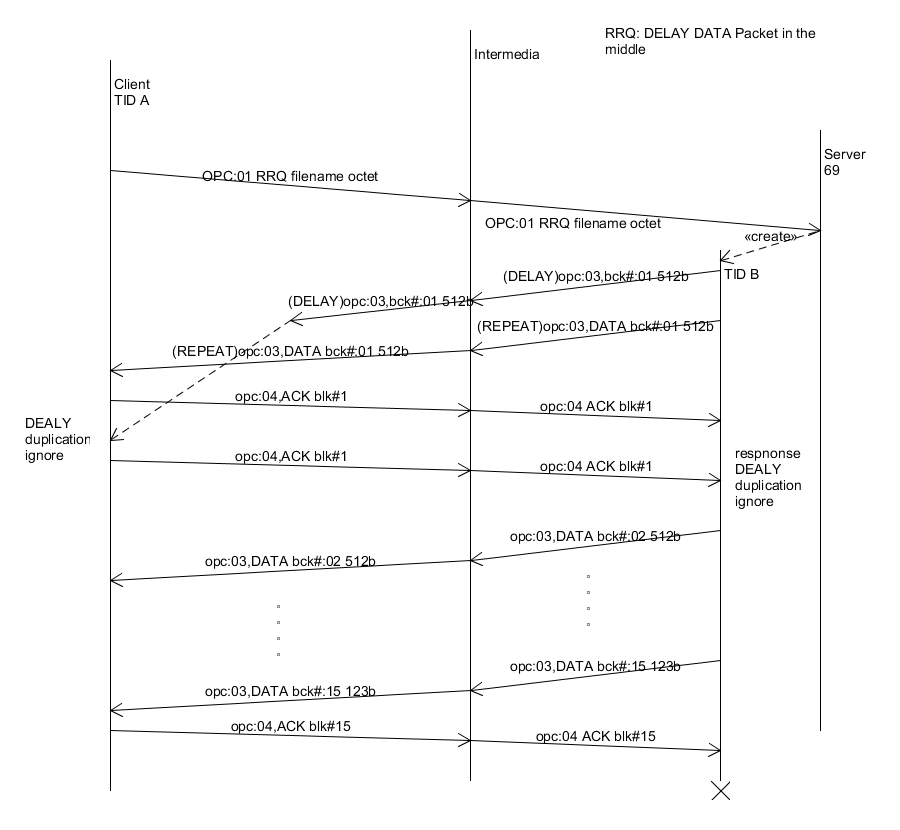 RRQ: DELAY DATA Packet in the
middle
Intermedia
Client
TID A
Server
69
OPC:01 RRQ filename octet
OPC:01 RRQ filename octet
«create»
TID B
(DELAY)opc:03,bck#:01 512b
(DELAY)opc:03,bck#:01 512b
(REPEAT)opc:03,DATA bck#:01 512b
(REPEAT)opc:03,DATA bck#:01 512b
opc:04,ACK blk#1
opc:04 ACK blk#1
DEALY
duplication
ignore
opc:04,ACK blk#1
opc:04 ACK blk#1
respnonse
DEALY
duplication
ignore
opc:03,DATA bck#:02 512b
opc:03,DATA bck#:02 512b
opc:03,DATA bck#:15 123b
opc:03,DATA bck#:15 123b
opc:04,ACK blk#15
opc:04 ACK blk#15